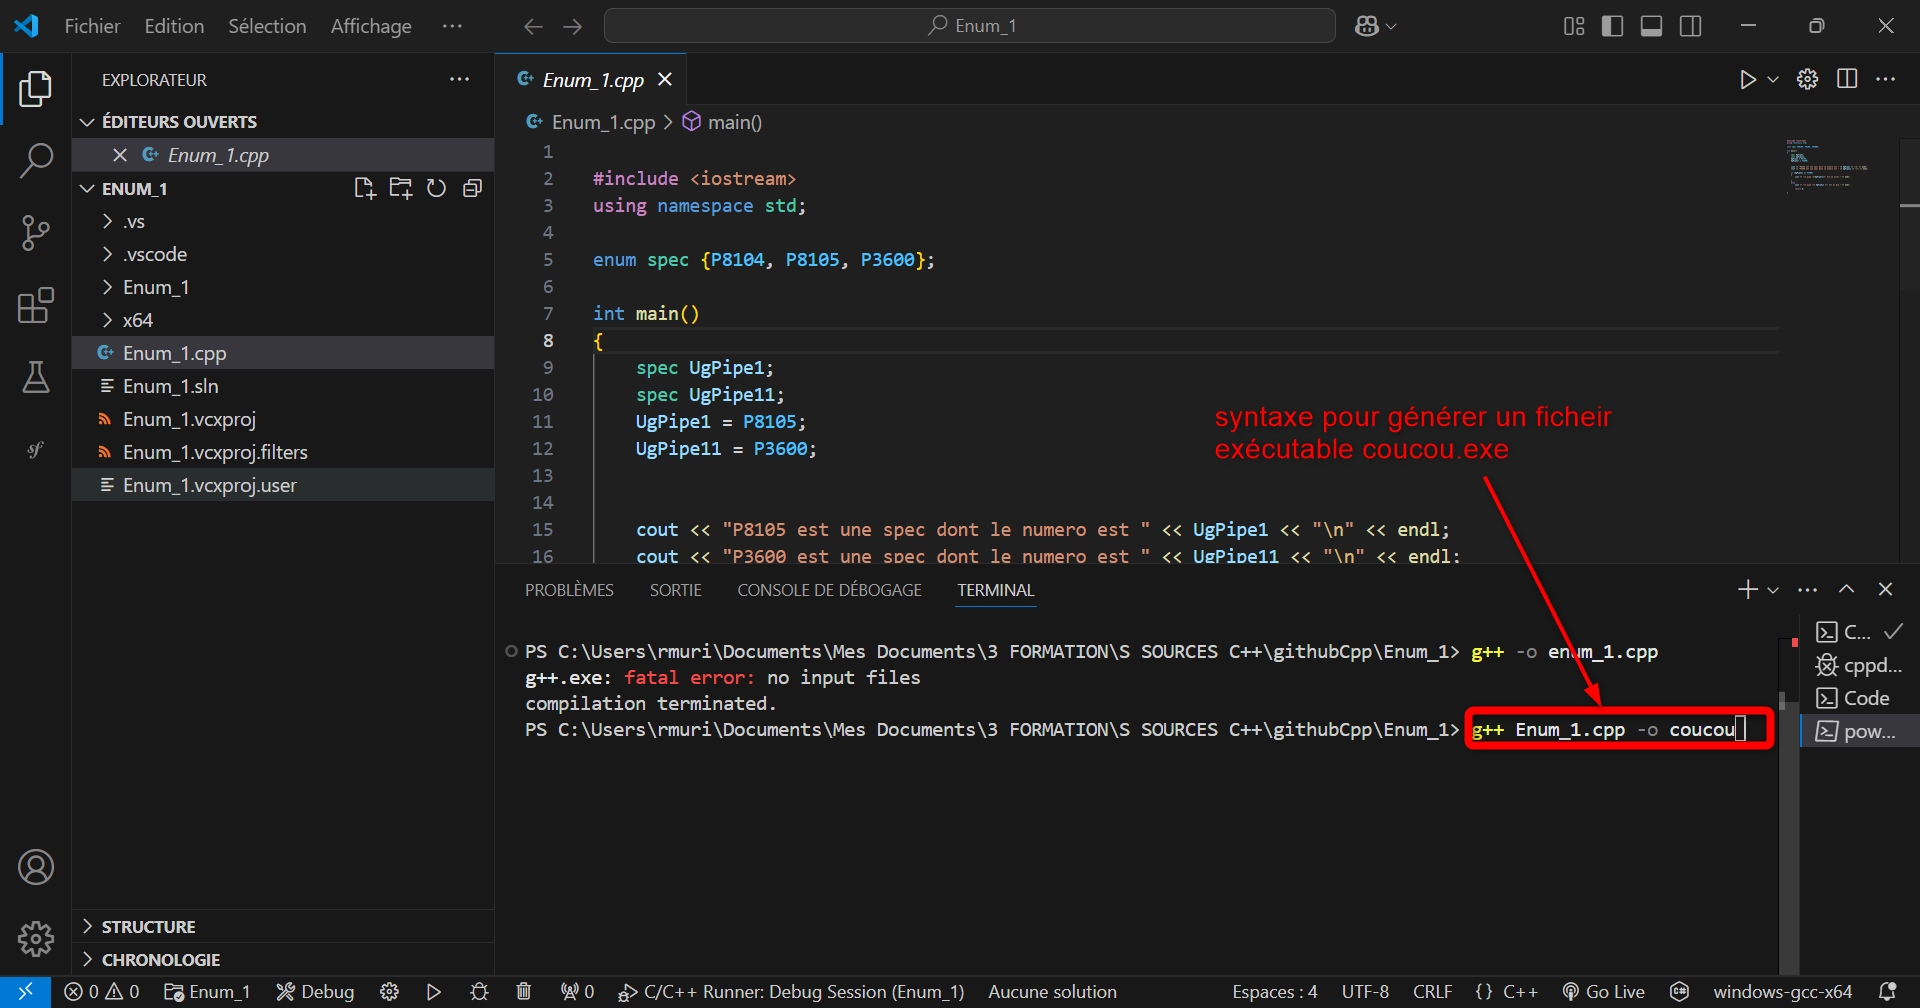 Fichier Edition Sélection Affichage ··· Enum_1
EXPLORATEUR ···
ÉDITEURS OUVERTS
Enum_1.cpp
ENUM_1
.vs
.vscode
Enum_1
x64
Enum_1.cpp
Enum_1.sln
Enum_1.vcxproj
Enum_1.vcxproj.filters
Enum_1.vcxproj.user
STRUCTURE
CHRONOLOGIE
Enum_1.cpp
Enum_1.cpp > main()
1
2 #include <iostream>
3 using namespace std;
4
5 enum spec {P8104, P8105, P3600};
6
7 int main()
8 {
9 spec UgPipe1;
10 spec UgPipe11;
11 UgPipe1 = P8105;
12 UgPipe11 = P3600;
13
14
15 cout << "P8105 est une spec dont le numero est " << UgPipe1 << "\n" << endl;
16 cout << "P3600 est une spec dont le numero est " << UgPipe11 << "\n" << endl;
syntaxe pour générer un ficheir
exécutable coucou.exe
PROBLÈMES SORTIE CONSOLE DE DÉBOGAGE TERMINAL
PS C:\Users\rmuri\Documents\Mes Documents\3 FORMATION\S SOURCES C++\githubCpp\Enum_1> g++ -o enum_1.cpp
g++.exe: fatal error: no input files
compilation terminated.
PS C:\Users\rmuri\Documents\Mes Documents\3 FORMATION\S SOURCES C++\githubCpp\Enum_1> g++ Enum_1.cpp -o coucou
C...
cppd...
Code
pow...
0 0 Enum_1 Debug 0 C/C++ Runner: Debug Session (Enum_1) Aucune solution Espaces : 4 UTF-8 CRLF {} C++ Go Live windows-gcc-x64